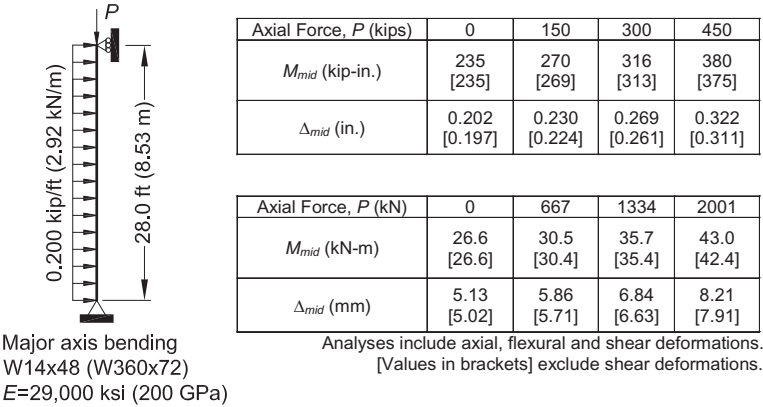 P
0.200 kip/ft (2.92 kN/m)
28.0 ft (8.53 m)
Major axis bending
W14x48 (W360x72)
E=29,000 ksi (200 GPa)
Axial Force, P (kips) 0 150 300 450
M_mid (kip-in.) 235 270 316 380
[235] [269] [313] [375]
Δ_mid (in.) 0.202 0.230 0.269 0.322
[0.197] [0.224] [0.261] [0.311]
Axial Force, P (kN) 0 667 1334 2001
M_mid (kN-m) 26.6 30.5 35.7 43.0
[26.6] [30.4] [35.4] [42.4]
Δ_mid (mm) 5.13 5.86 6.84 8.21
[5.02] [5.71] [6.63] [7.91]
Analyses include axial, flexural and shear deformations.
[Values in brackets] exclude shear deformations.